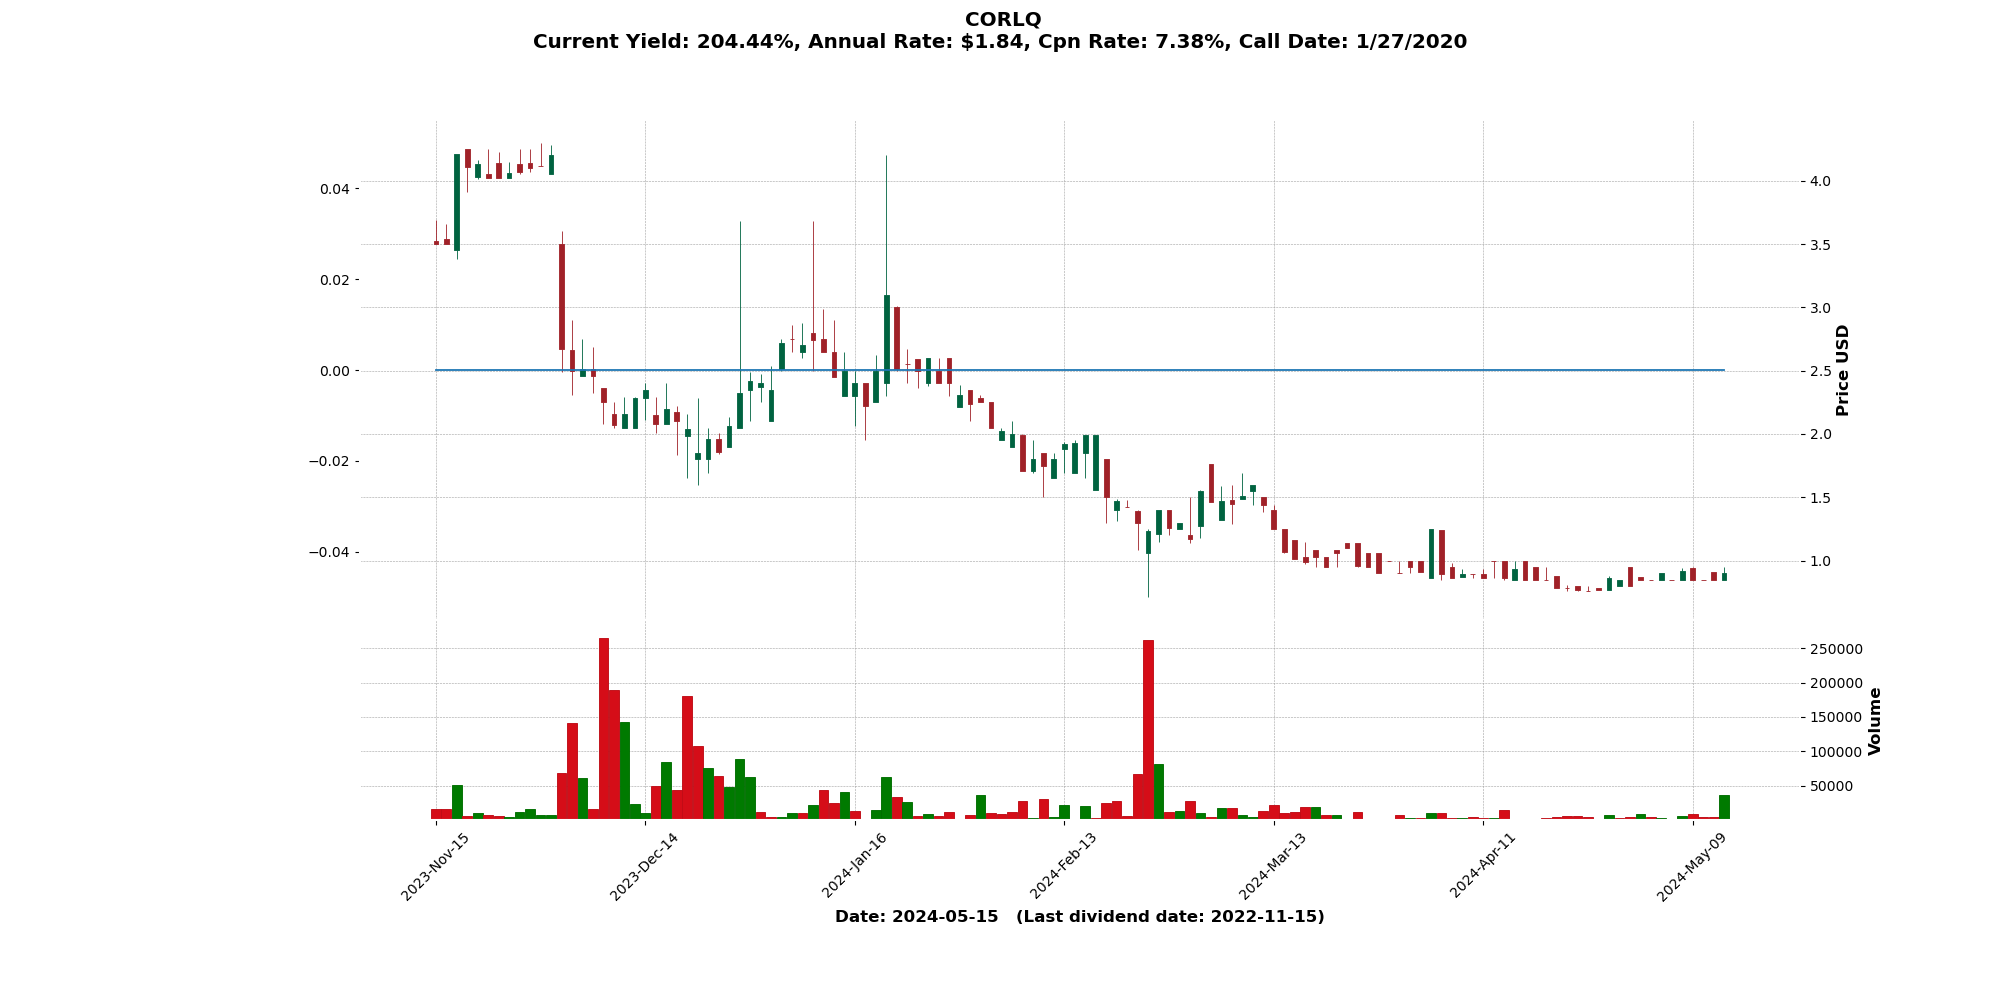 CORLQ
Current Yield: 204.44%, Annual Rate: $1.84, Cpn Rate: 7.38%, Call Date: 1/27/2020
0.04
0.02
0.00
−0.02
−0.04
4.0
3.5
3.0
2.5
2.0
1.5
1.0
Price USD
250000
200000
150000
100000
50000
Volume
2023-Nov-15
2023-Dec-14
2024-Jan-16
2024-Feb-13
2024-Mar-13
2024-Apr-11
2024-May-09
Date: 2024-05-15   (Last dividend date: 2022-11-15)